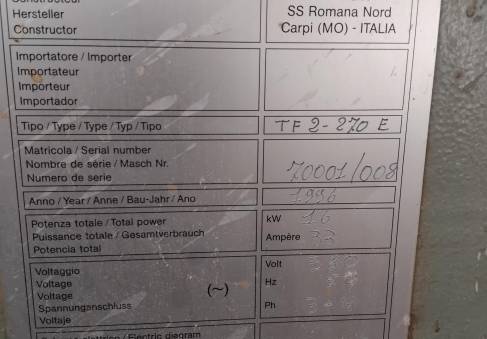 Hersteller
Constructor
SS Romana Nord
Carpi (MO) - ITALIA
Importatore / Importer
Importateur
Importeur
Importador
Tipo / Type / Type / Typ / Tipo
TF 2-270 E
Matricola / Serial number
Nombre de série / Masch Nr.
Numero de serie
70001/008
Anno / Year / Anne / Bau-Jahr / Ano
1996
Potenza totale / Total power
Puissance totale / Gesamtverbrauch
Potencia total
kW 16
Ampère 33
Voltaggio
Voltage
Voltage
Spannungsanschluss
Voltaje
(~)
Volt
Hz
Ph